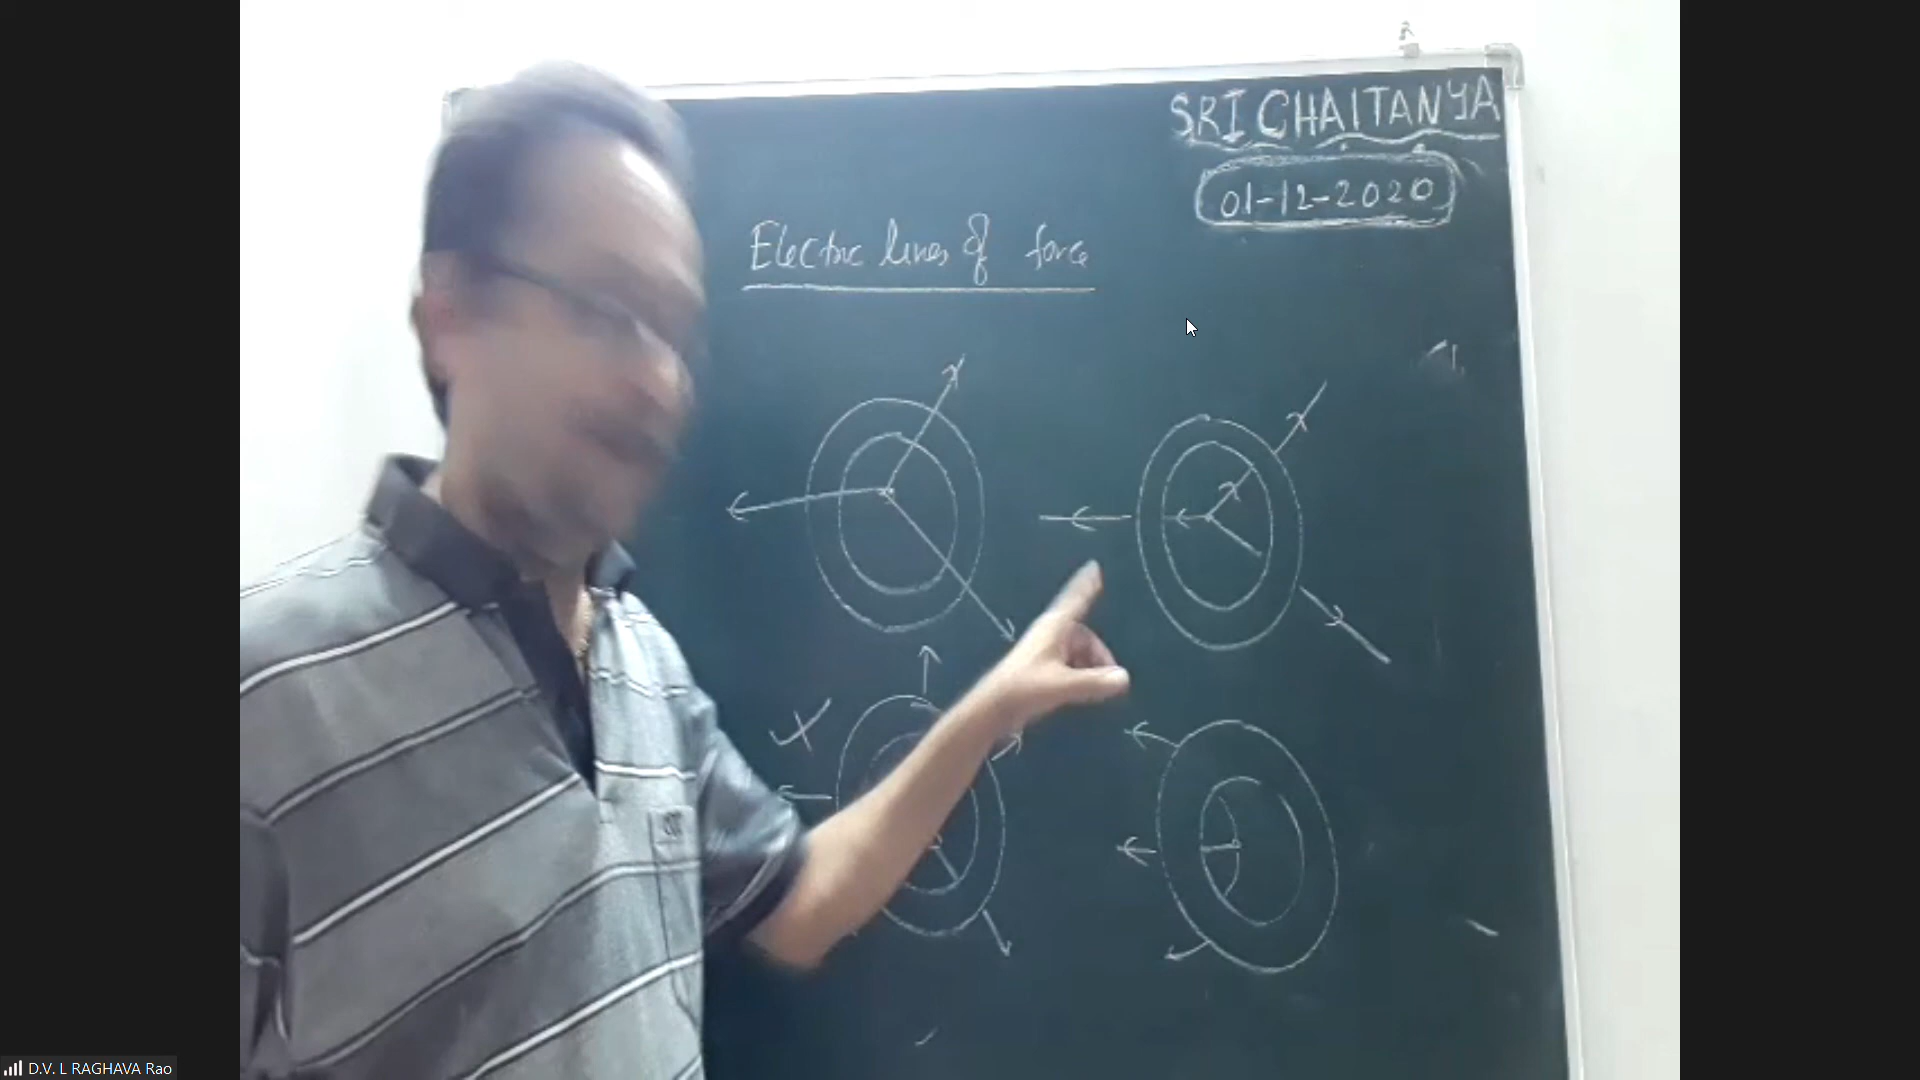 SRI CHAITANYA
01-12-2020
Electric lines of force
D.V. L RAGHAVA Rao